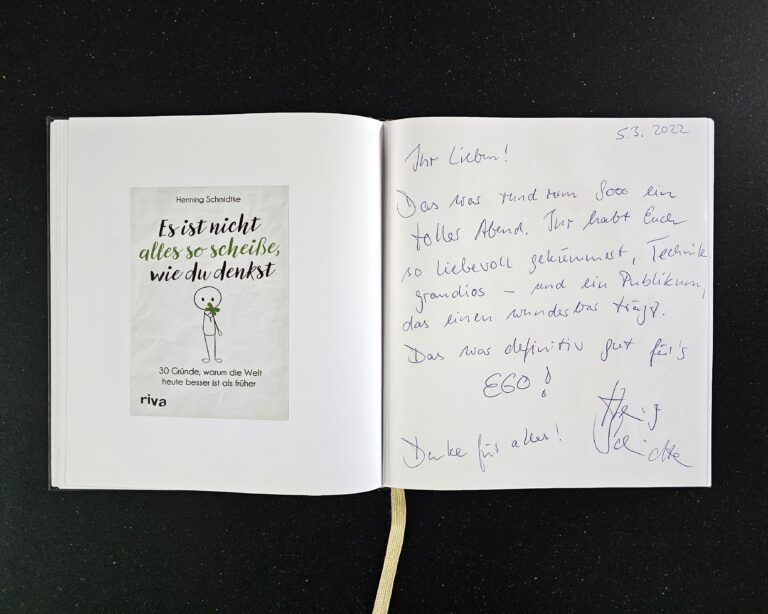 Henning Schmidtke
Es ist nicht
alles so scheiße,
wie du denkst
30 Gründe, warum die Welt
heute besser ist als früher
riva
5.3. 2022
Ihr Lieben!
Das war rund rum sooo ein
toller Abend. Ihr habt Euch
so liebevoll gekümmert, Technik
grandios – und ein Publikum,
das einen wunderbar trägt.
Das war definitiv gut für's
EGO!
Danke für alles!